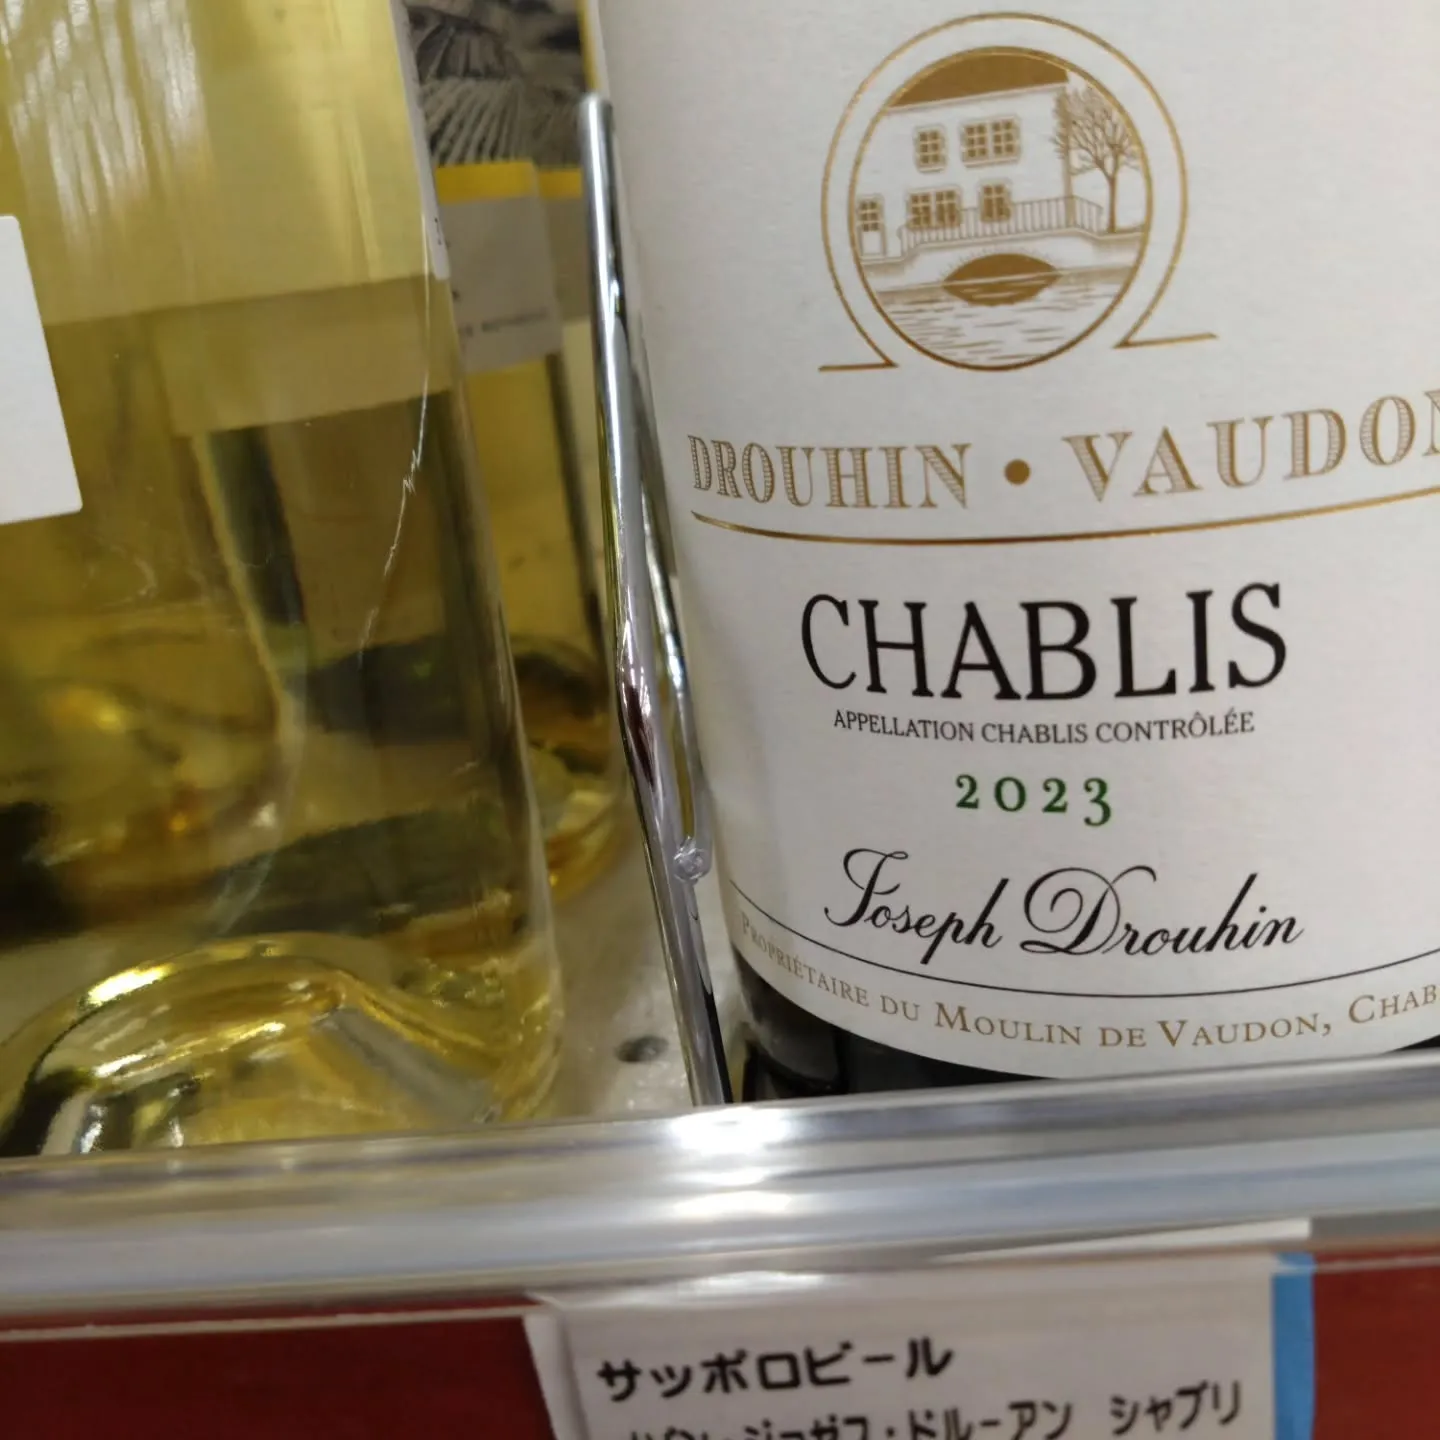 DROUHIN • VAUDON
CHABLIS
APPELLATION CHABLIS CONTRÔLÉE
2023
Joseph Drouhin
PROPRIÉTAIRE DU MOULIN DE VAUDON, CHAB
サッポロビール
ジョゼフ・ドルーアン シャブリ